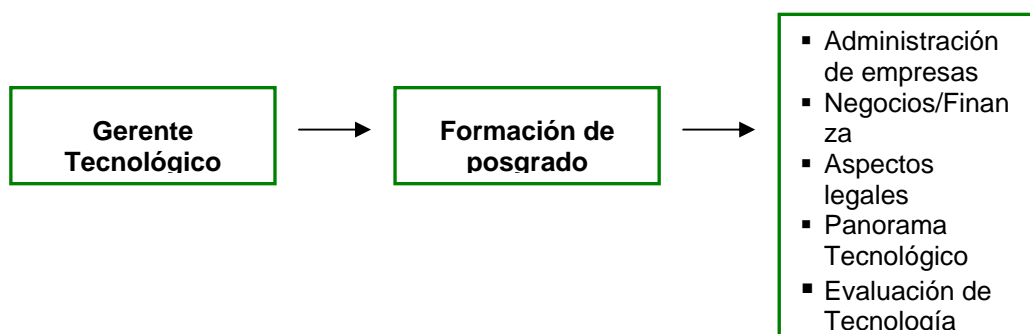 Gerente
Tecnológico
Formación de
posgrado
▪ Administración
de empresas
▪ Negocios/Finan
za
▪ Aspectos
legales
▪ Panorama
Tecnológico
▪ Evaluación de
Tecnología